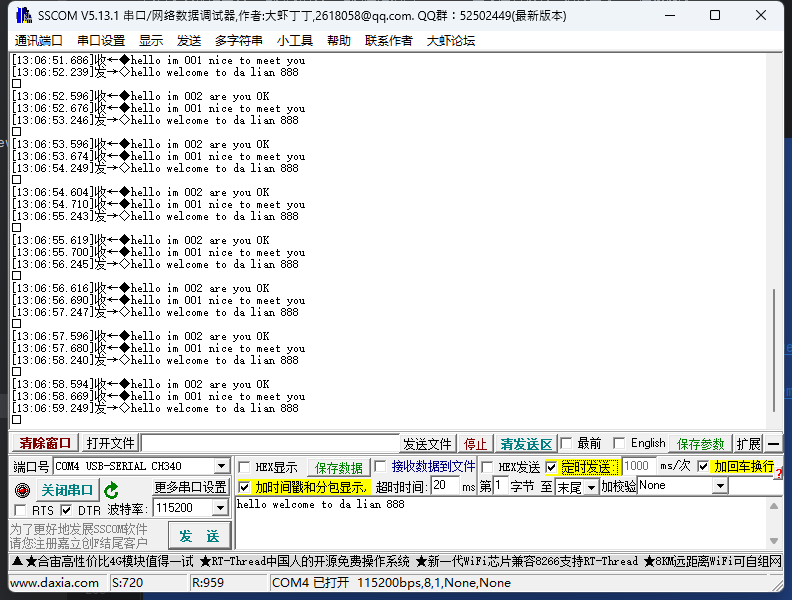 SSCOM V5.13.1 串口/网络数据调试器,作者:大虾丁丁,2618058@qq.com. QQ群：52502449(最新版本)
通讯端口 串口设置 显示 发送 多字符串 小工具 帮助 联系作者 大虾论坛
[13:06:51.686]收←◆hello im 001 nice to meet you
[13:06:52.239]发→◇hello welcome to da lian 888
□
[13:06:52.596]收←◆hello im 002 are you OK
[13:06:52.676]收←◆hello im 001 nice to meet you
[13:06:53.246]发→◇hello welcome to da lian 888
□
[13:06:53.596]收←◆hello im 002 are you OK
[13:06:53.674]收←◆hello im 001 nice to meet you
[13:06:54.249]发→◇hello welcome to da lian 888
□
[13:06:54.604]收←◆hello im 002 are you OK
[13:06:54.710]收←◆hello im 001 nice to meet you
[13:06:55.243]发→◇hello welcome to da lian 888
□
[13:06:55.619]收←◆hello im 002 are you OK
[13:06:55.700]收←◆hello im 001 nice to meet you
[13:06:56.245]发→◇hello welcome to da lian 888
□
[13:06:56.616]收←◆hello im 002 are you OK
[13:06:56.690]收←◆hello im 001 nice to meet you
[13:06:57.247]发→◇hello welcome to da lian 888
□
[13:06:57.596]收←◆hello im 002 are you OK
[13:06:57.680]收←◆hello im 001 nice to meet you
[13:06:58.240]发→◇hello welcome to da lian 888
□
[13:06:58.594]收←◆hello im 002 are you OK
[13:06:58.669]收←◆hello im 001 nice to meet you
[13:06:59.249]发→◇hello welcome to da lian 888
□
清除窗口 打开文件 发送文件 停止 清发送区 最前 English 保存参数 扩展 —
端口号 COM4 USB-SERIAL CH340 HEX显示 保存数据 接收数据到文件 HEX发送 定时发送: 1000 ms/次 加回车换行
关闭串口 更多串口设置 加时间戳和分包显示, 超时时间: 20 ms 第 1 字节 至 末尾 加校验 None
RTS DTR 波特率: 115200 hello welcome to da lian 888
为了更好地发展SSCOM软件
请您注册嘉立创F结尾客户
发 送
▲★合宙高性价比4G模块值得一试 ★RT-Thread中国人的开源免费操作系统 ★新一代WiFi芯片兼容8266支持RT-Thread ★8KM远距离WiFi可自组网
www.daxia.com S:720 R:959 COM4 已打开 115200bps,8,1,None,None